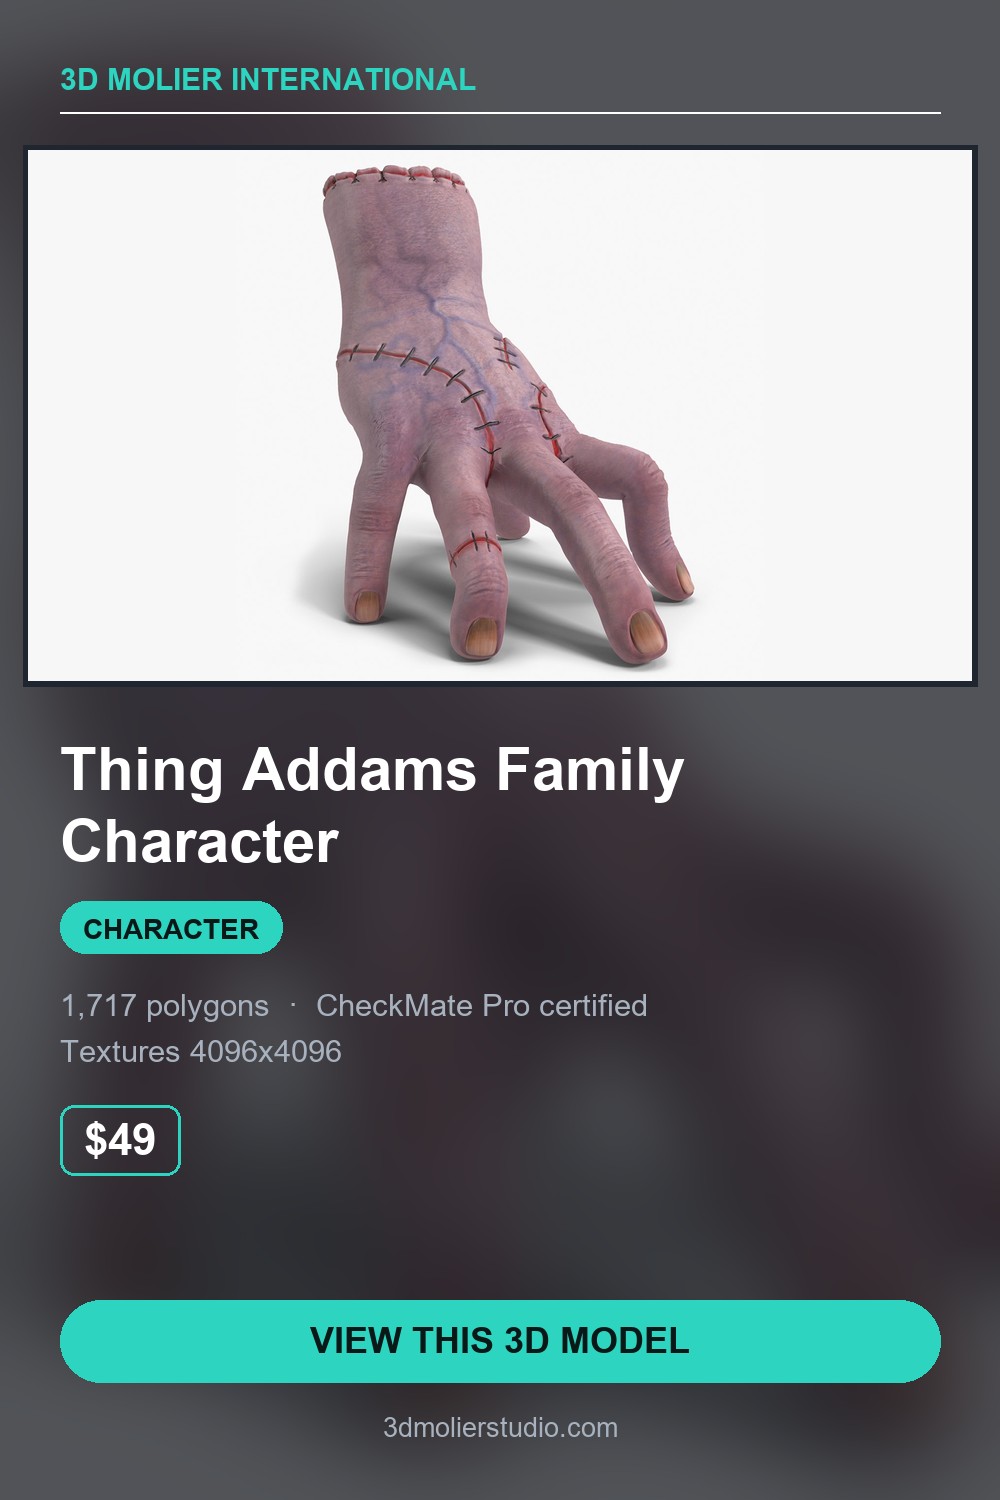 3D MOLIER INTERNATIONAL
Thing Addams Family
Character
CHARACTER
1,717 polygons · CheckMate Pro certified
Textures 4096x4096
$49
VIEW THIS 3D MODEL
3dmolierstudio.com